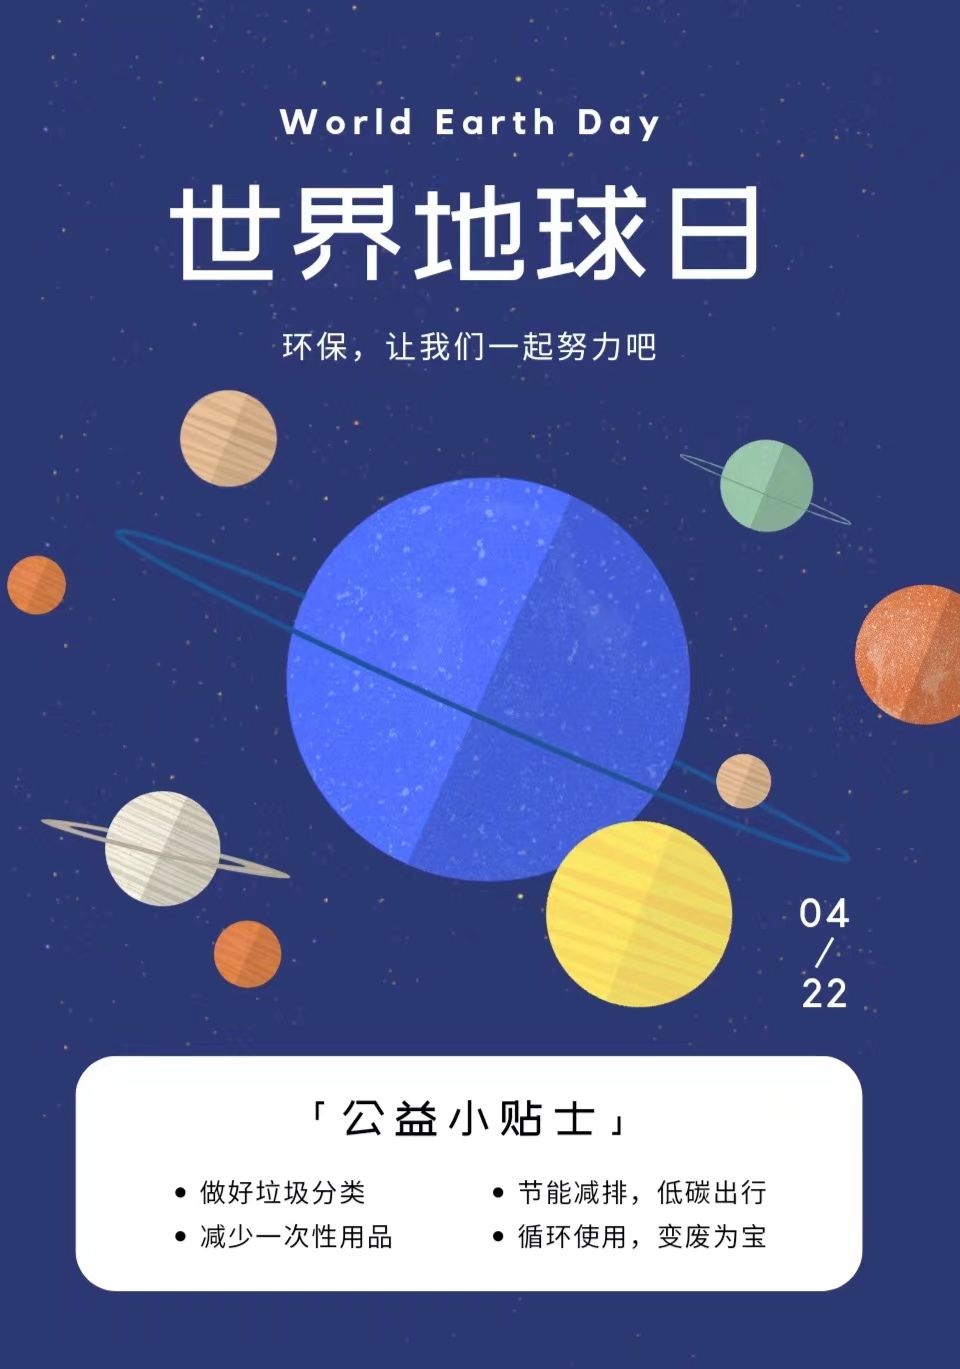 World Earth Day
世界地球日
环保，让我们一起努力吧
04
/
22
「公益小贴士」
• 做好垃圾分类
• 减少一次性用品
• 节能减排，低碳出行
• 循环使用，变废为宝